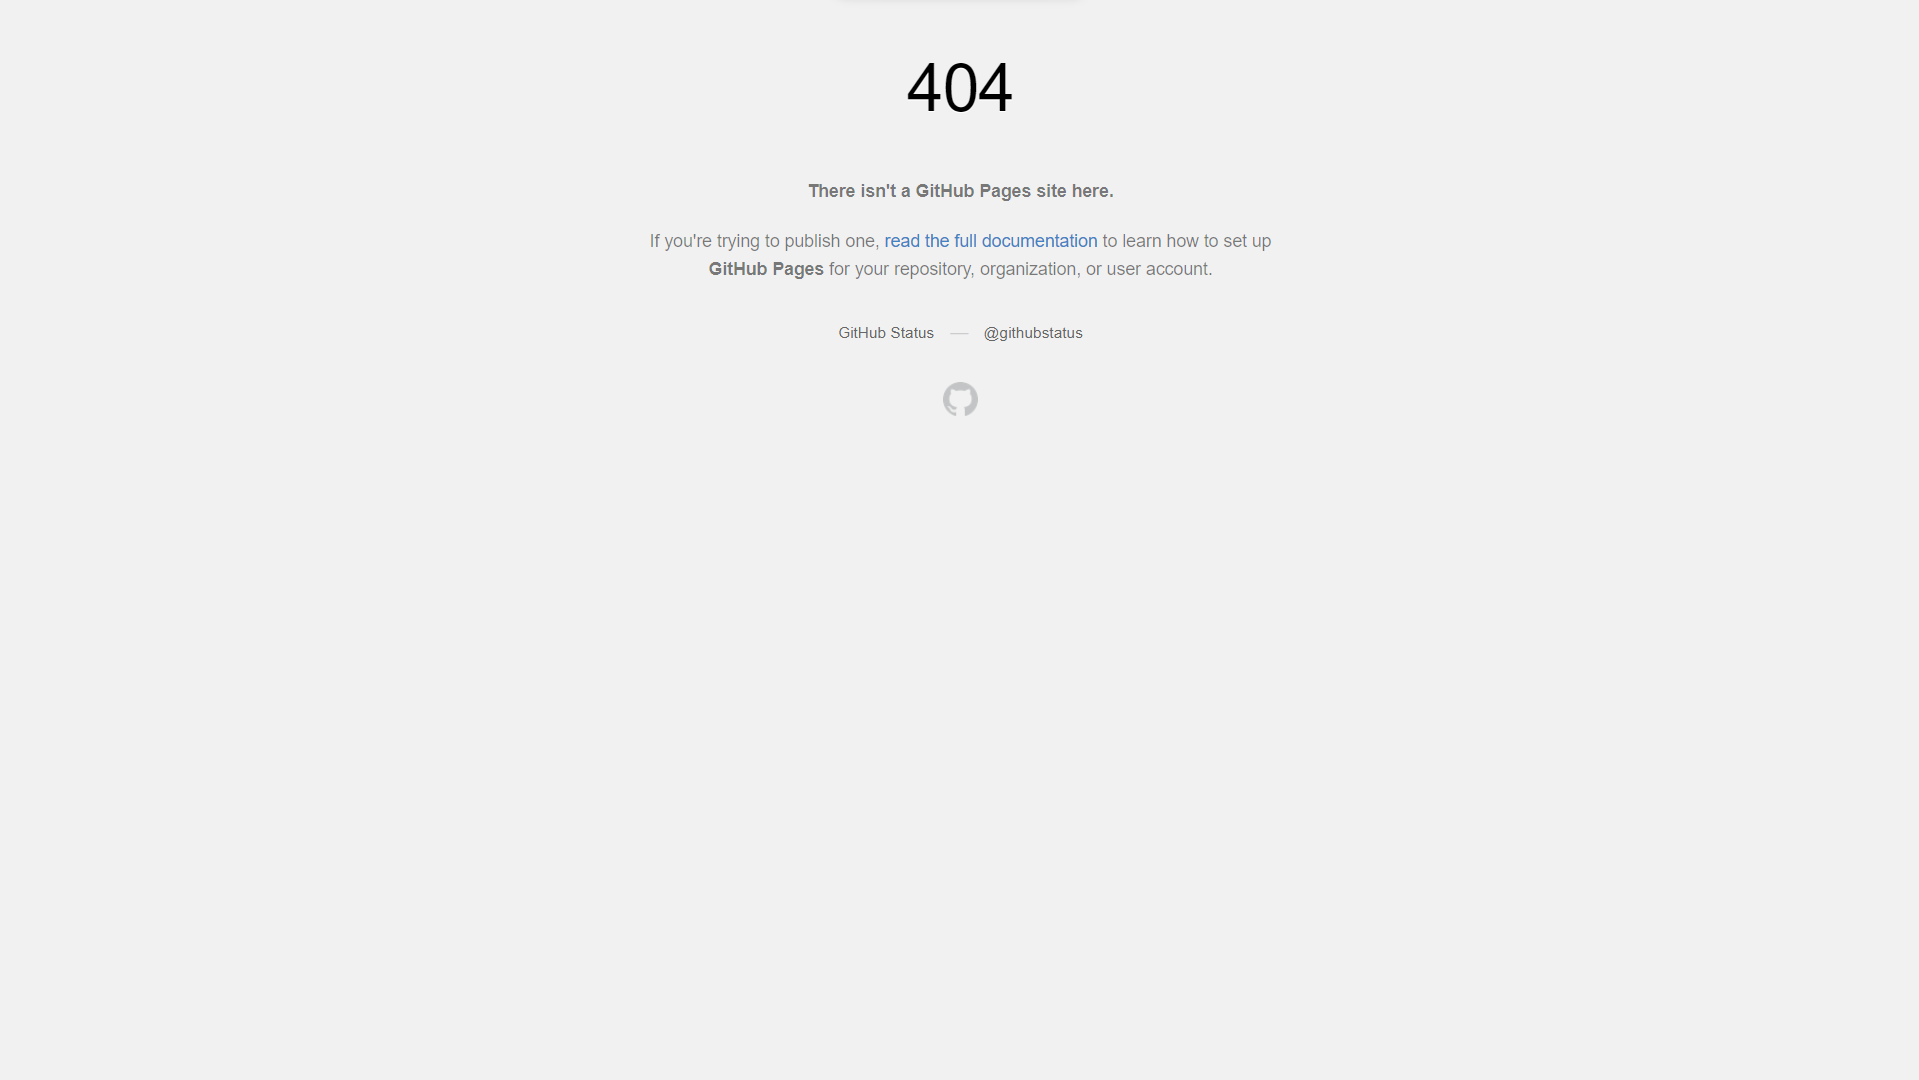 404
There isn't a GitHub Pages site here.
If you're trying to publish one, read the full documentation to learn how to set up
GitHub Pages for your repository, organization, or user account.
GitHub Status — @githubstatus